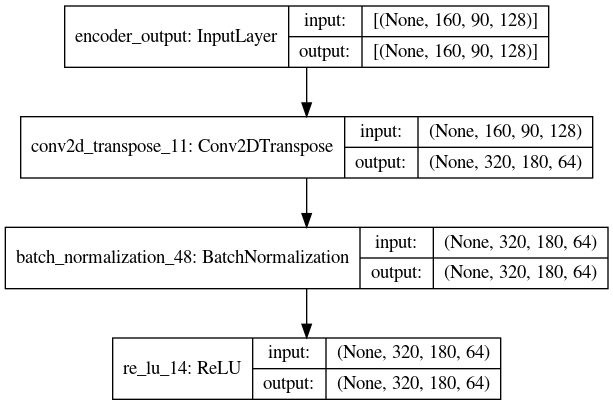 encoder_output: InputLayer
input: [(None, 160, 90, 128)]
output: [(None, 160, 90, 128)]
conv2d_transpose_11: Conv2DTranspose
input: (None, 160, 90, 128)
output: (None, 320, 180, 64)
batch_normalization_48: BatchNormalization
input: (None, 320, 180, 64)
output: (None, 320, 180, 64)
re_lu_14: ReLU
input: (None, 320, 180, 64)
output: (None, 320, 180, 64)